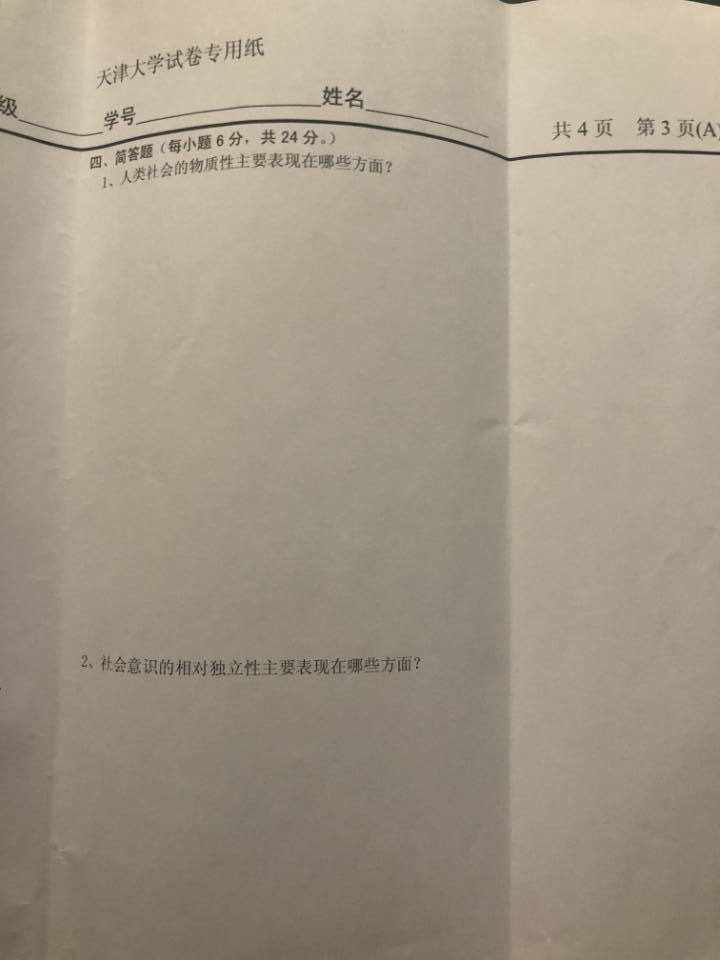 天津大学试卷专用纸
级 学号 姓名 共 4 页 第 3 页(A)
四、简答题（每小题 6 分，共 24 分。）
1、人类社会的物质性主要表现在哪些方面？
2、社会意识的相对独立性主要表现在哪些方面？